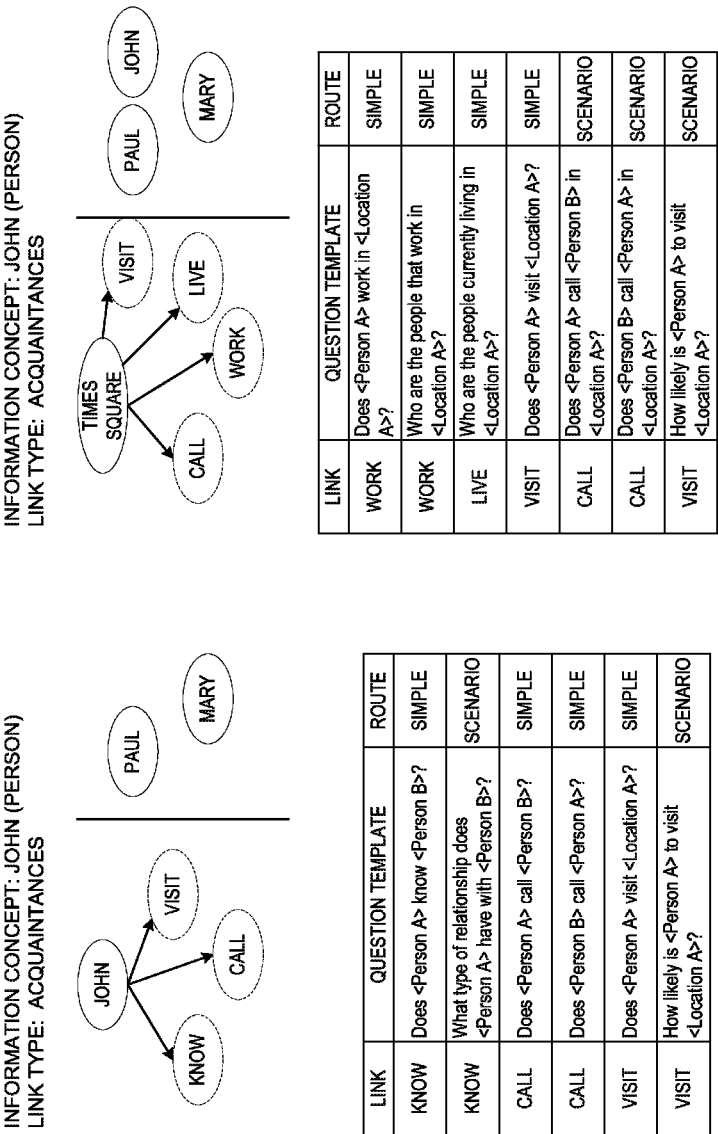 INFORMATION CONCEPT: JOHN (PERSON)
LINK TYPE: ACQUAINTANCES
JOHN
KNOW
CALL
VISIT
PAUL
MARY
LINK QUESTION TEMPLATE ROUTE
KNOW Does <Person A> know <Person B>? SIMPLE
KNOW What type of relationship does
<Person A> have with <Person B>? SCENARIO
CALL Does <Person A> call <Person B>? SIMPLE
CALL Does <Person B> call <Person A>? SIMPLE
VISIT Does <Person A> visit <Location A>? SIMPLE
VISIT How likely is <Person A> to visit
<Location A>? SCENARIO
INFORMATION CONCEPT: JOHN (PERSON)
LINK TYPE: ACQUAINTANCES
TIMES
SQUARE
CALL
WORK
LIVE
VISIT
PAUL
JOHN
MARY
LINK QUESTION TEMPLATE ROUTE
WORK Does <Person A> work in <Location
A>? SIMPLE
WORK Who are the people that work in
<Location A>? SIMPLE
LIVE Who are the people currently living in
<Location A>? SIMPLE
VISIT Does <Person A> visit <Location A>? SIMPLE
CALL Does <Person A> call <Person B> in
<Location A>? SCENARIO
CALL Does <Person B> call <Person A> in
<Location A>? SCENARIO
VISIT How likely is <Person A> to visit
<Location A>? SCENARIO